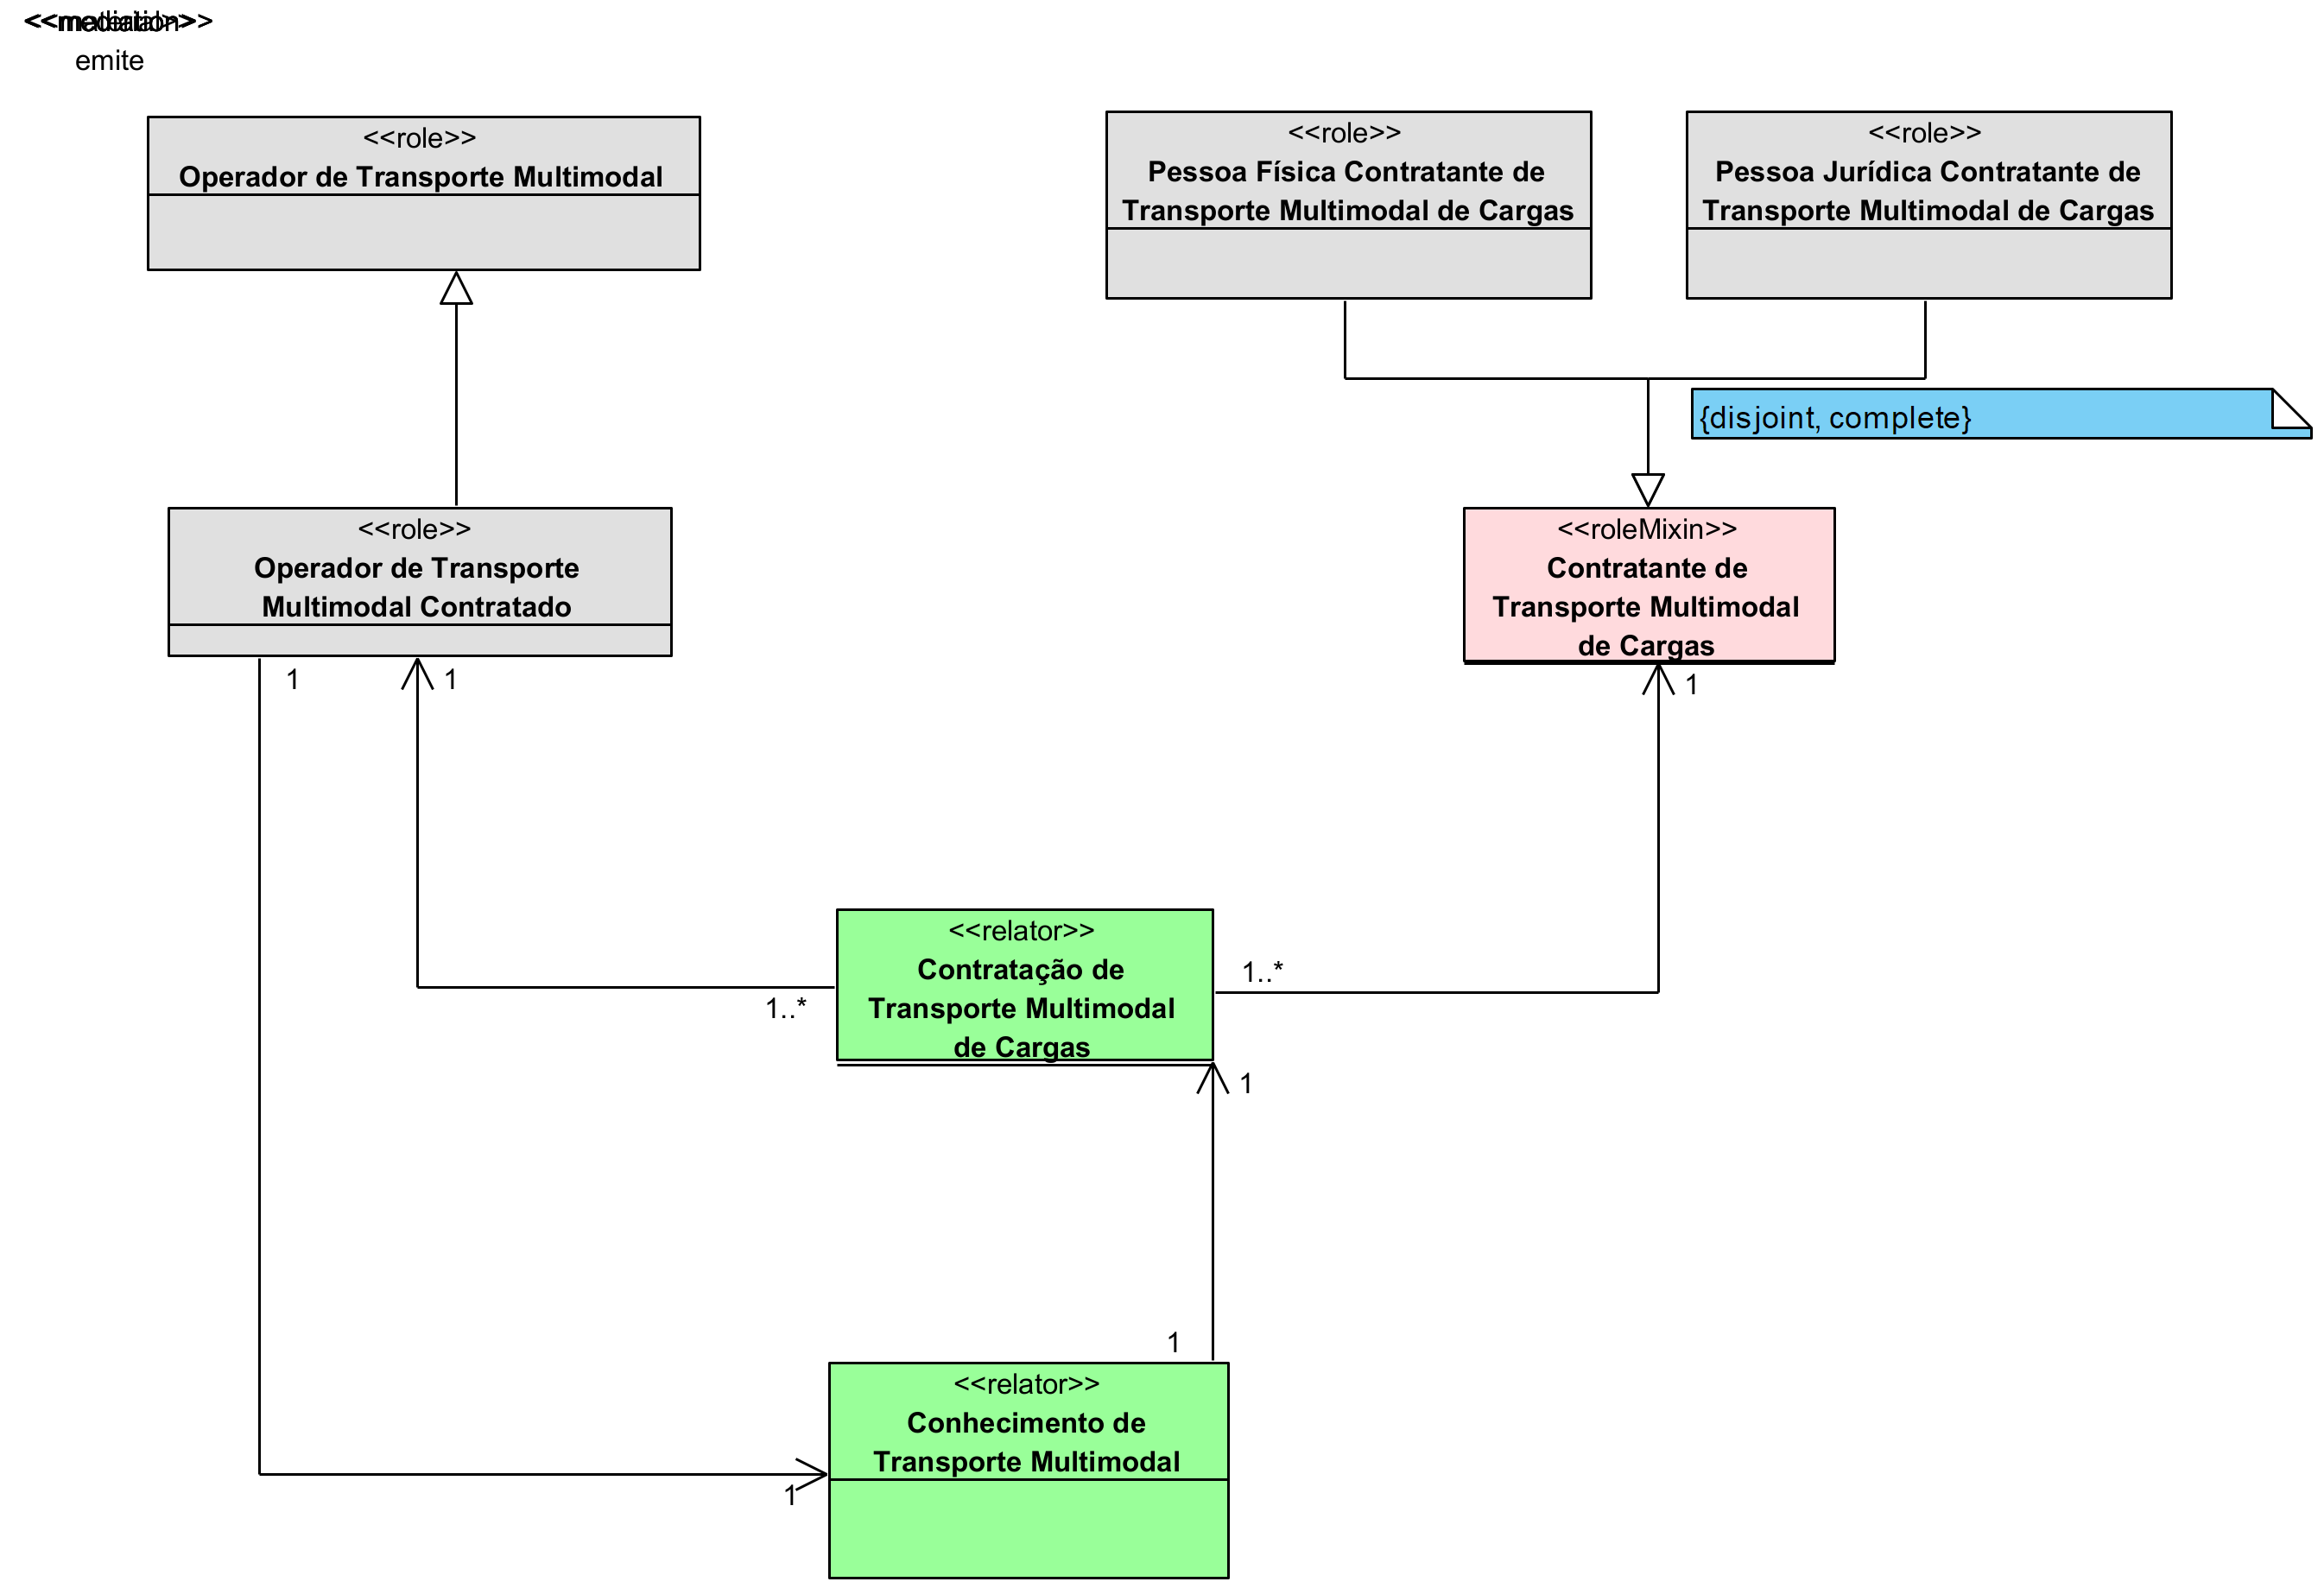 <<mediation>>
emite
<<role>>
Operador de Transporte Multimodal
<<role>>
Pessoa Física Contratante de
Transporte Multimodal de Cargas
<<role>>
Pessoa Jurídica Contratante de
Transporte Multimodal de Cargas
{disjoint, complete}
<<role>>
Operador de Transporte
Multimodal Contratado
<<roleMixin>>
Contratante de
Transporte Multimodal
de Cargas
1
1
1
<<relator>>
Contratação de
Transporte Multimodal
de Cargas
1..*
1..*
1
1
<<relator>>
Conhecimento de
Transporte Multimodal
1